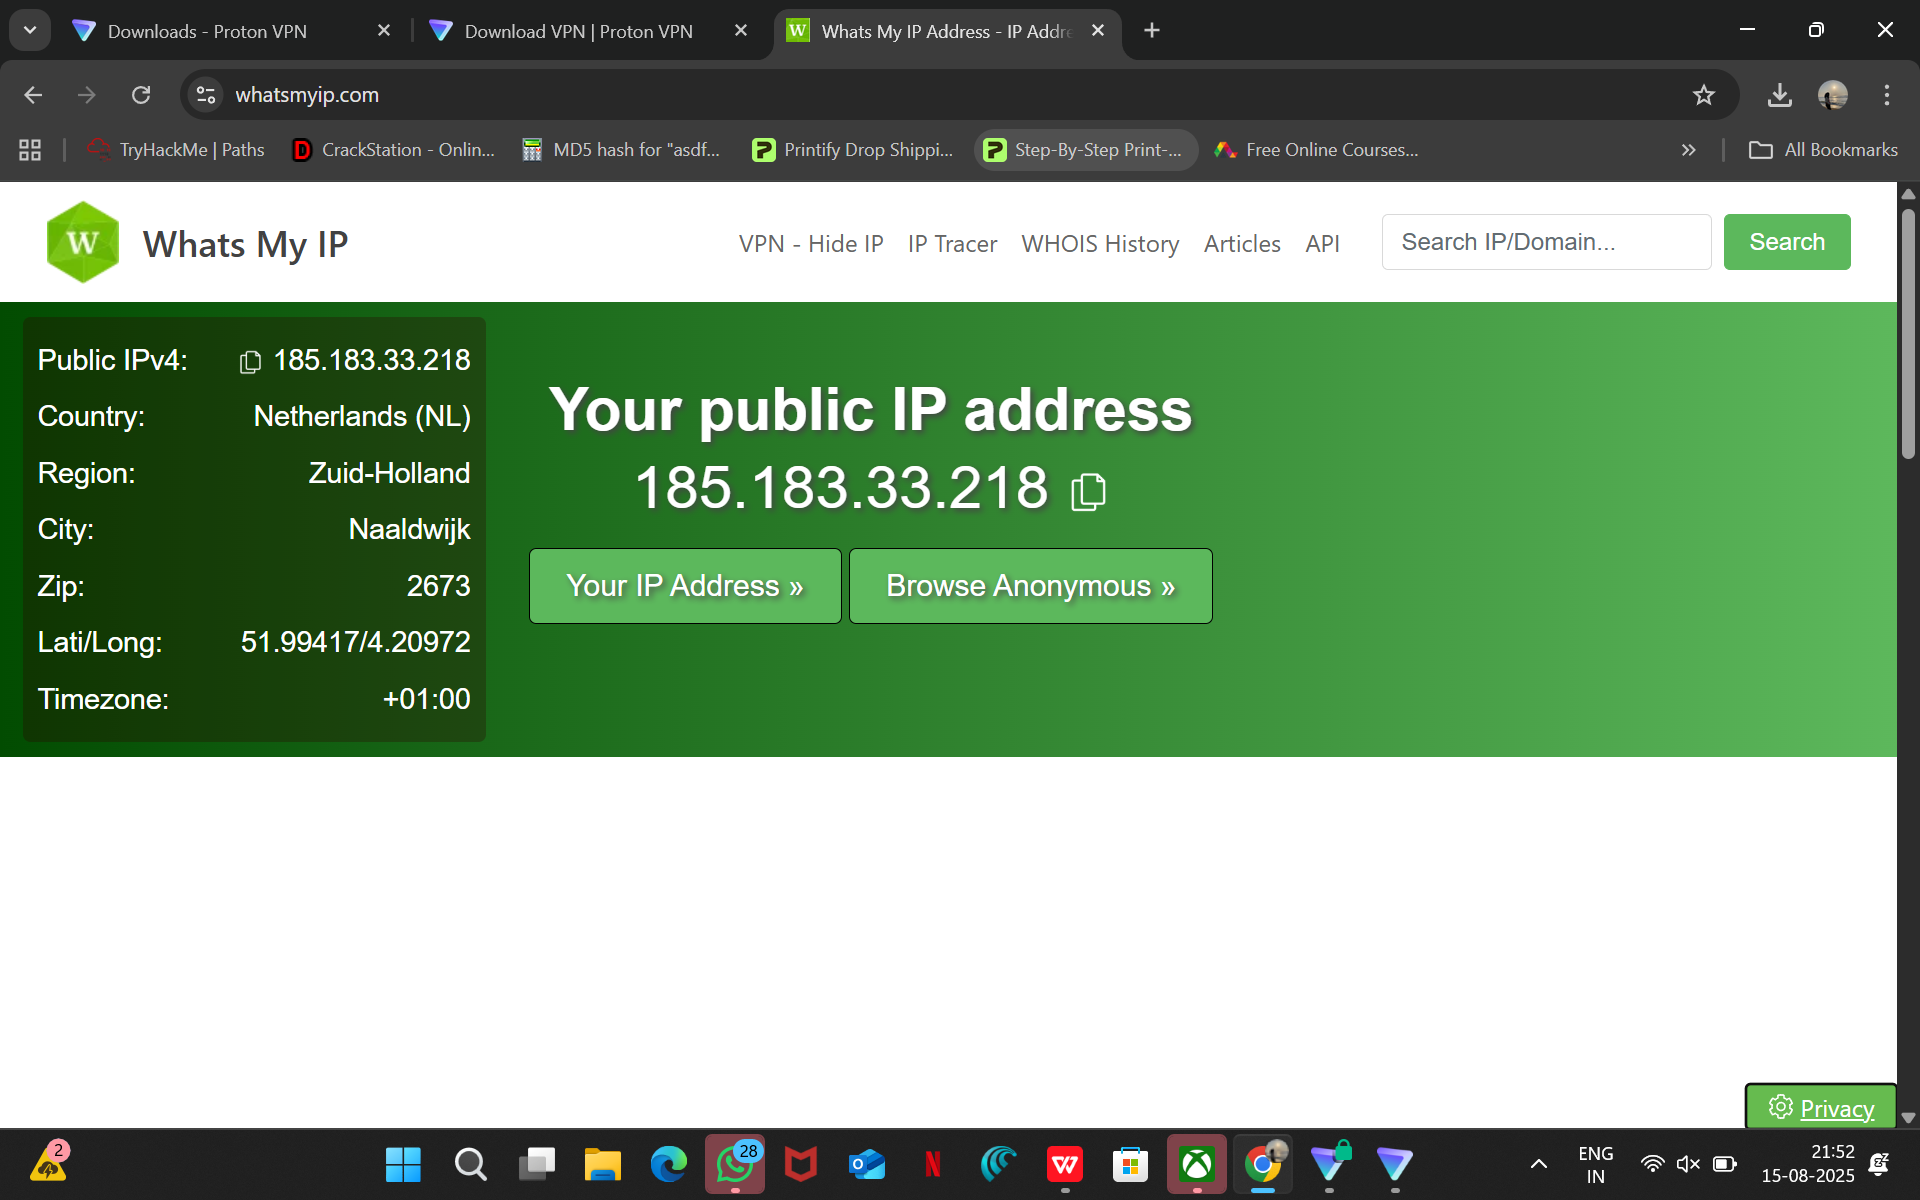 Downloads - Proton VPN
Download VPN | Proton VPN
Whats My IP Address - IP Addre
whatsmyip.com
TryHackMe | Paths
CrackStation - Onlin...
MD5 hash for "asdf...
Printify Drop Shippi...
Step-By-Step Print-...
Free Online Courses...
All Bookmarks
W
Whats My IP
VPN - Hide IP
IP Tracer
WHOIS History
Articles
API
Search IP/Domain...
Search
Public IPv4: 185.183.33.218
Country: Netherlands (NL)
Region: Zuid-Holland
City: Naaldwijk
Zip: 2673
Lati/Long: 51.99417/4.20972
Timezone: +01:00
Your public IP address
185.183.33.218
Your IP Address »
Browse Anonymous »
Privacy
2
28
ENG
IN
21:52
15-08-2025